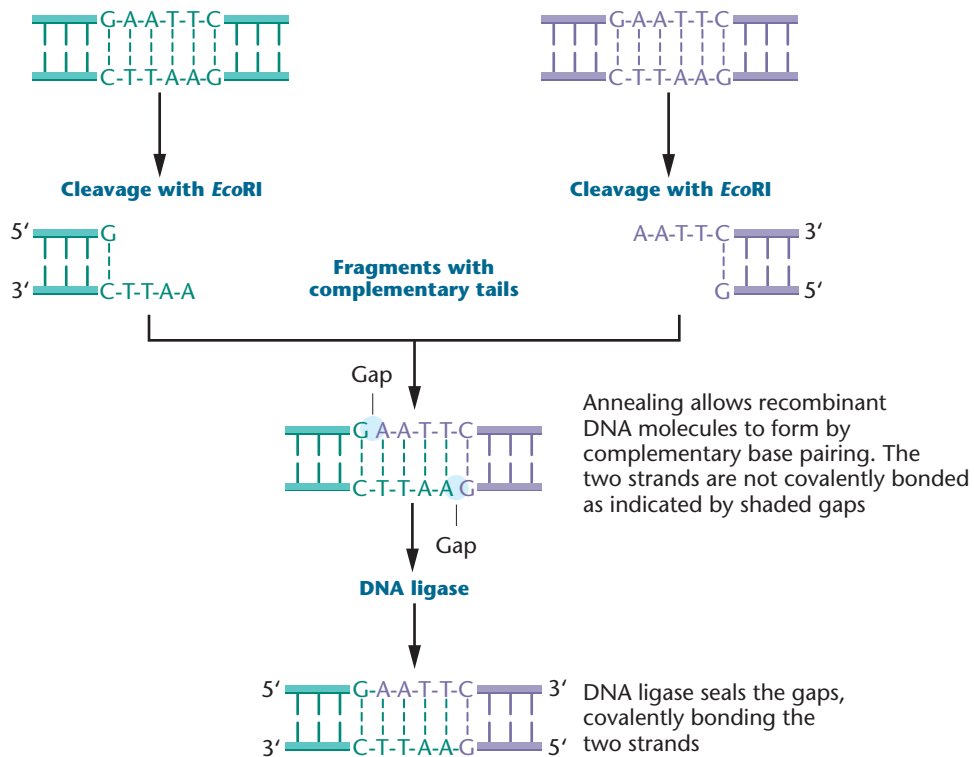 G-A-A-T-T-C
C-T-T-A-A-G
G-A-A-T-T-C
C-T-T-A-A-G
Cleavage with EcoRI
Cleavage with EcoRI
5′ G
3′ C-T-T-A-A
Fragments with
complementary tails
A-A-T-T-C 3′
G 5′
Gap
G A-A-T-T-C
C-T-T-A-A G
Gap
Annealing allows recombinant
DNA molecules to form by
complementary base pairing. The
two strands are not covalently bonded
as indicated by shaded gaps
DNA ligase
5′ G-A-A-T-T-C 3′
3′ C-T-T-A-A-G 5′
DNA ligase seals the gaps,
covalently bonding the
two strands